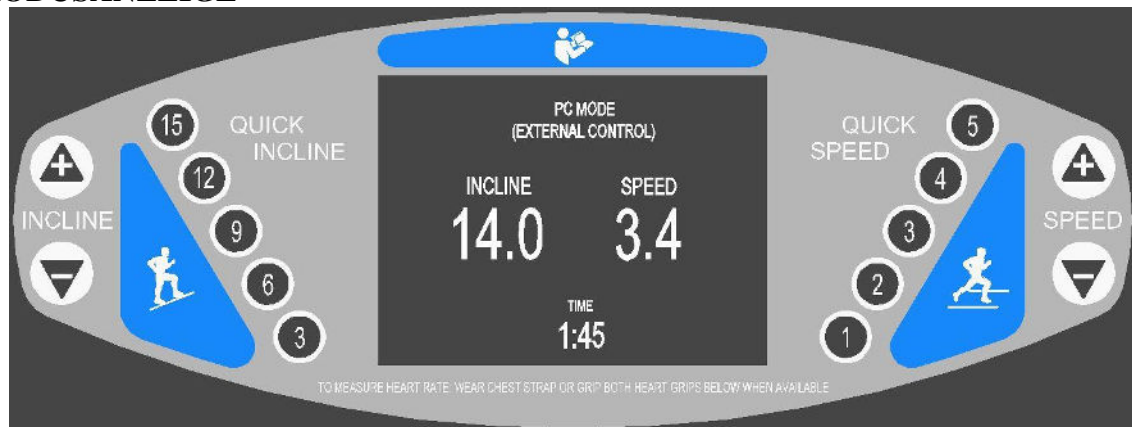 PC MODE
(EXTERNAL CONTROL)
15
QUICK
INCLINE
12
9
6
3
INCLINE
INCLINE
14.0
SPEED
3.4
TIME
1:45
QUICK
SPEED
5
4
3
2
1
SPEED
TO MEASURE HEART RATE: WEAR CHEST STRAP OR GRIP BOTH HEART GRIPS BELOW WHEN AVAILABLE